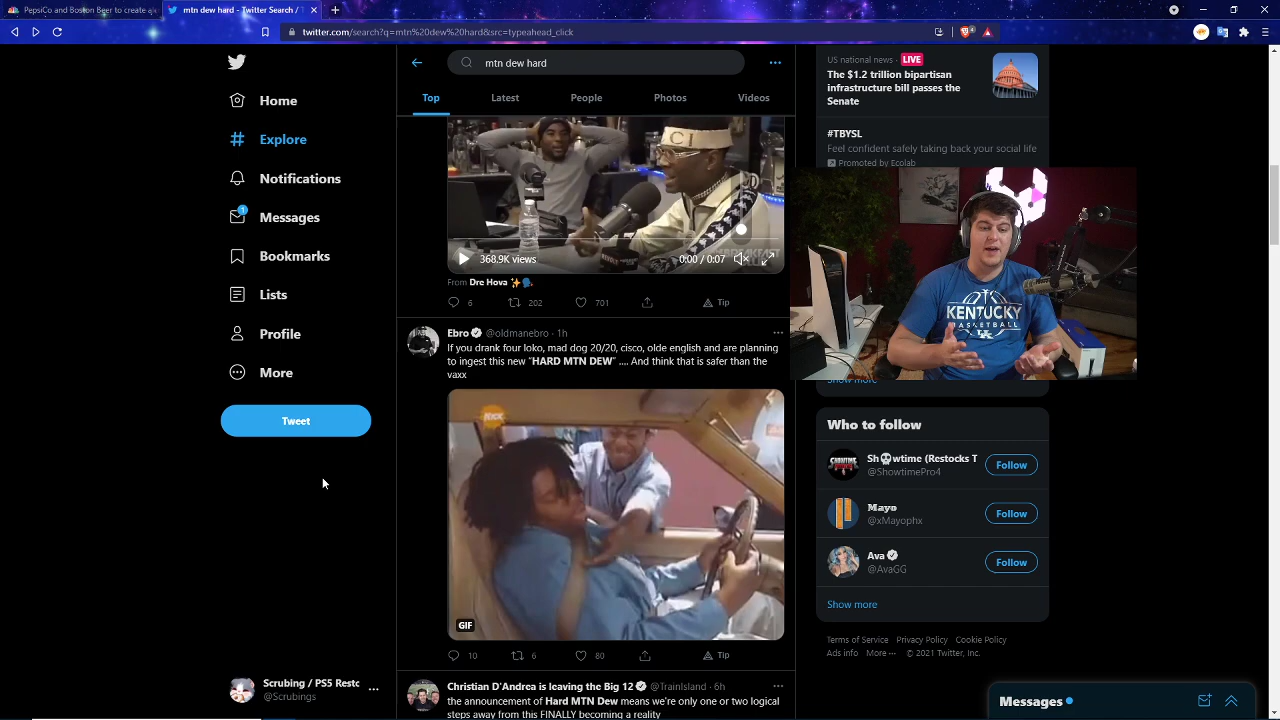 PepsiCo and Boston Beer to create alc
mtn dew hard - Twitter Search / T
twitter.com/search?q=mtn%20dew%20hard&src=typeahead_click
Home
Explore
Notifications
1
Messages
Bookmarks
Lists
Profile
More
Tweet
Scrubing / PS5 Restc
@Scrubings
mtn dew hard
Top
Latest
People
Photos
Videos
368.9K views
0:00 / 0:07
From Dre Hova ✨🗣
6
202
701
Tip
Ebro @oldmanebro · 1h
If you drank four loko, mad dog 20/20, cisco, olde english and are planning
to ingest this new "HARD MTN DEW" .... And think that is safer than the
vaxx
GIF
10
6
80
Tip
Christian D'Andrea is leaving the Big 12 @TrainIsland · 6h
the announcement of Hard MTN Dew means we're only one or two logical
steps away from this FINALLY becoming a reality
US national news · LIVE
The $1.2 trillion bipartisan
infrastructure bill passes the
Senate
#TBYSL
Feel confident safely taking back your social life
Promoted by Ecolab
KENTUCKY
BASKETBALL
Show more
Who to follow
Sh💀wtime (Restocks T
@ShowtimePro4
Follow
Mayo
@xMayophx
Follow
Ava
@AvaGG
Follow
Show more
Terms of Service Privacy Policy Cookie Policy
Ads info More ··· © 2021 Twitter, Inc.
Messages